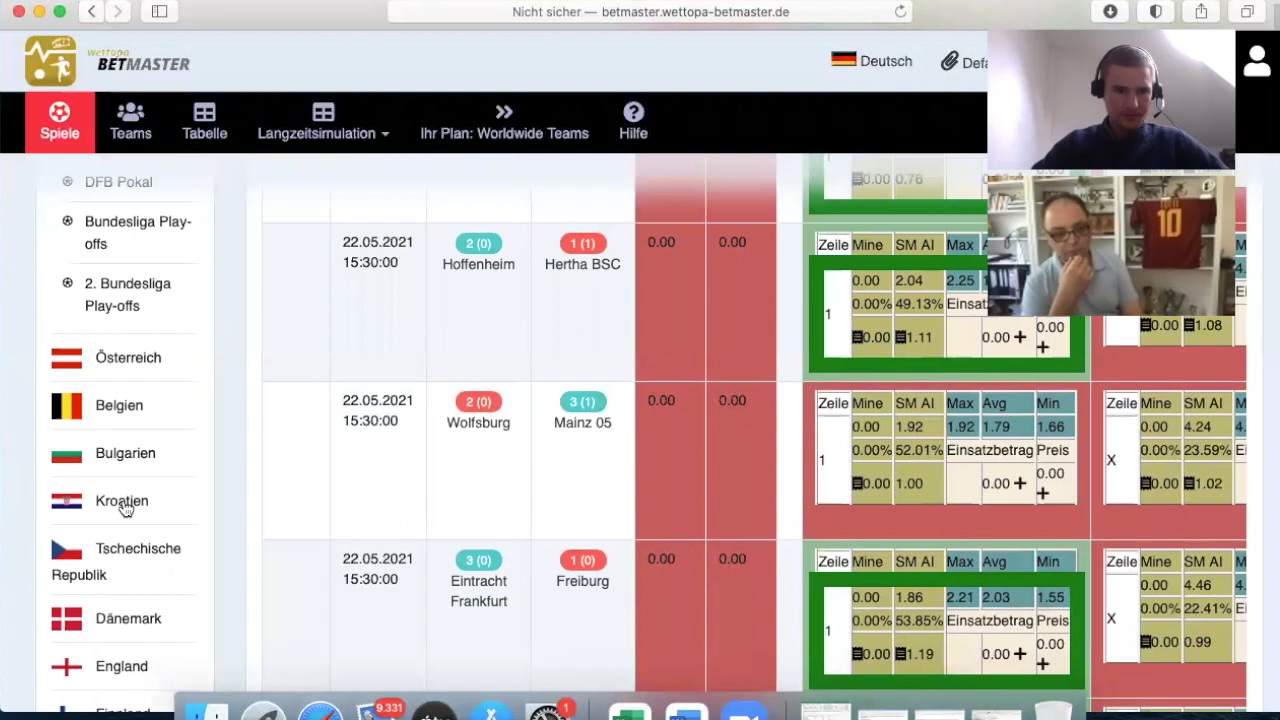 Nicht sicher — betmaster.wettopa-betmaster.de
wettopa
BETMASTER
Deutsch
Defa
Spiele
Teams
Tabelle
Langzeitsimulation
Ihr Plan: Worldwide Teams
Hilfe
DFB Pokal
Bundesliga Play-
offs
2. Bundesliga
Play-offs
Österreich
Belgien
Bulgarien
Kroatien
Tschechische
Republik
Dänemark
England
1
0.00 0.76
22.05.2021
15:30:00
2 (0)
Hoffenheim
1 (1)
Hertha BSC
0.00 0.00
Zeile Mine SM AI Max
1
0.00 2.04 2.25
0.00% 49.13% Einsat
0.00 1.11 0.00 + 0.00
+
0.00 1.08
22.05.2021
15:30:00
2 (0)
Wolfsburg
3 (1)
Mainz 05
0.00 0.00
Zeile Mine SM AI Max Avg Min
1
0.00 1.92 1.92 1.79 1.66
0.00% 52.01% Einsatzbetrag Preis
0.00 1.00 0.00 + 0.00
+
Zeile Mine SM AI M
X
0.00 4.24 4.
0.00% 23.59% Ei
0.00 1.02
22.05.2021
15:30:00
3 (0)
Eintracht
Frankfurt
1 (0)
Freiburg
0.00 0.00
Zeile Mine SM AI Max Avg Min
1
0.00 1.86 2.21 2.03 1.55
0.00% 53.85% Einsatzbetrag Preis
0.00 1.19 0.00 + 0.00
+
Zeile Mine SM AI M
X
0.00 4.46 4.
0.00% 22.41% Ei
0.00 0.99
10
9.331
1